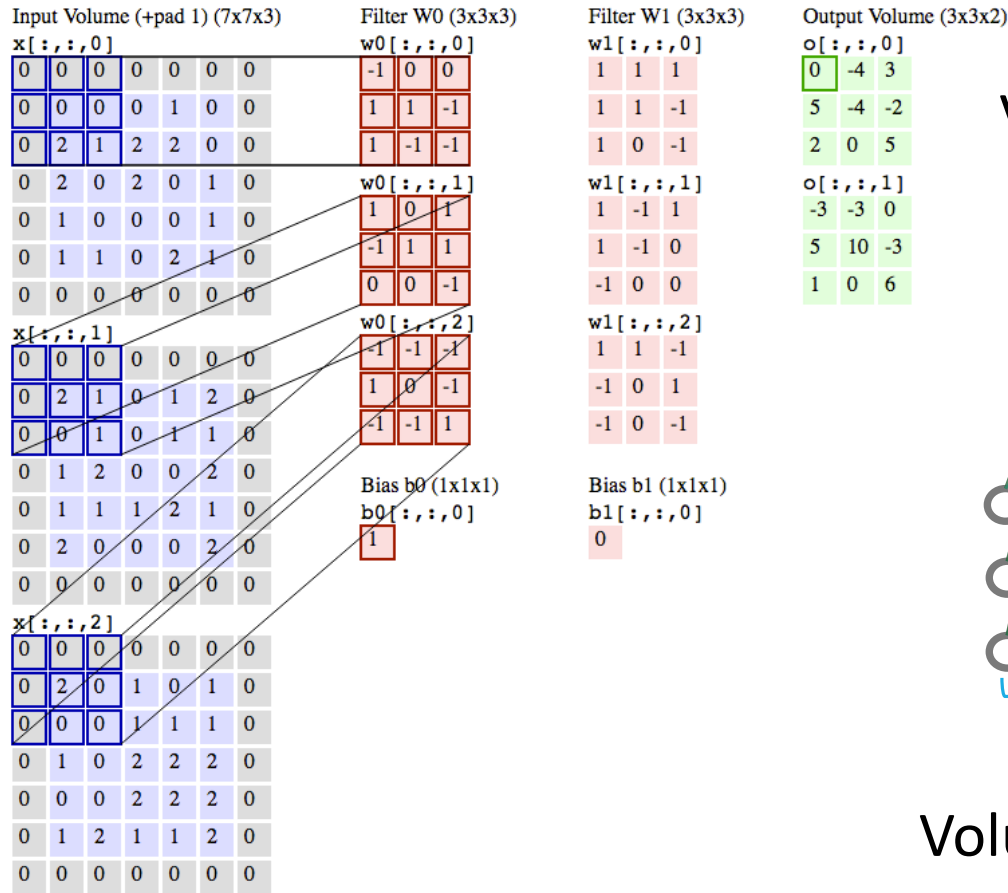 Input Volume (+pad 1) (7x7x3)
x[:,:,0]
0 0 0 0 0 0 0
0 0 0 0 1 0 0
0 2 1 2 2 0 0
0 2 0 2 0 1 0
0 1 0 0 0 1 0
0 1 1 0 2 1 0
0 0 0 0 0 0 0
x[:,:,1]
0 0 0 0 0 0 0
0 2 1 0 1 2 0
0 0 1 0 1 1 0
0 1 2 0 0 2 0
0 1 1 1 2 1 0
0 2 0 0 0 2 0
0 0 0 0 0 0 0
x[:,:,2]
0 0 0 0 0 0 0
0 2 0 1 0 1 0
0 0 0 1 1 1 0
0 1 0 2 2 2 0
0 0 0 2 2 2 0
0 1 2 1 1 2 0
0 0 0 0 0 0 0
Filter W0 (3x3x3)
w0[:,:,0]
-1 0 0
1 1 -1
1 -1 -1
w0[:,:,1]
1 0 1
-1 1 1
0 0 -1
w0[:,:,2]
-1 -1 -1
1 0 -1
-1 -1 1
Bias b0 (1x1x1)
b0[:,:,0]
1
Filter W1 (3x3x3)
w1[:,:,0]
1 1 1
1 1 -1
1 0 -1
w1[:,:,1]
1 -1 1
1 -1 0
-1 0 0
w1[:,:,2]
1 1 -1
-1 0 1
-1 0 -1
Bias b1 (1x1x1)
b1[:,:,0]
0
Output Volume (3x3x2)
o[:,:,0]
0 -4 3
5 -4 -2
2 0 5
o[:,:,1]
-3 -3 0
5 10 -3
1 0 6
Volu